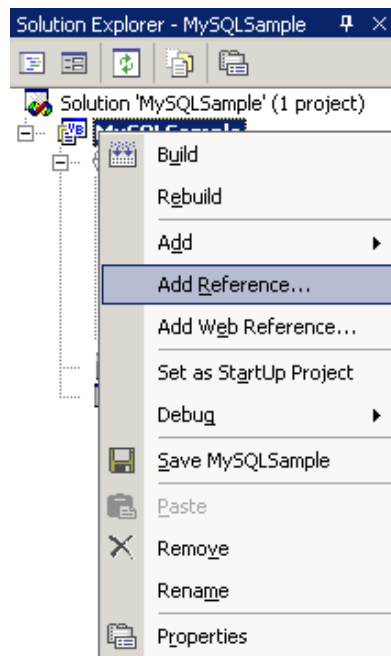 Solution Explorer - MySQLSample
Solution 'MySQLSample' (1 project)
MySQLSample
Build
Rebuild
Add
Add Reference...
Add Web Reference...
Set as StartUp Project
Debug
Save MySQLSample
Paste
Remove
Rename
Properties